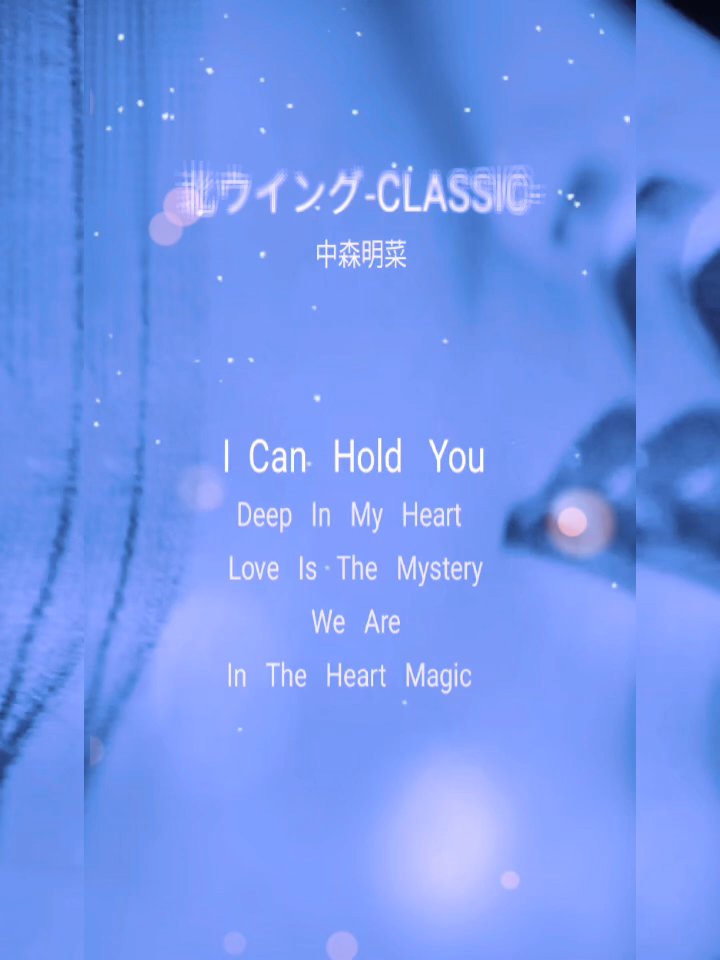 北ウイング-CLASSIC
中森明菜
I Can Hold You
Deep In My Heart
Love Is The Mystery
We Are
In The Heart Magic